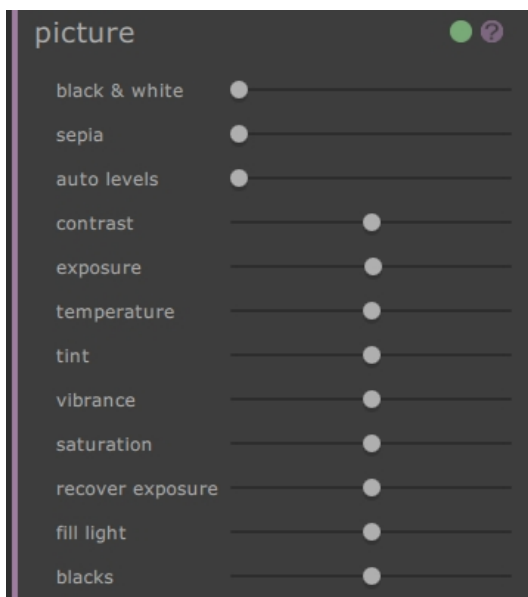 picture ?
black & white
sepia
auto levels
contrast
exposure
temperature
tint
vibrance
saturation
recover exposure
fill light
blacks